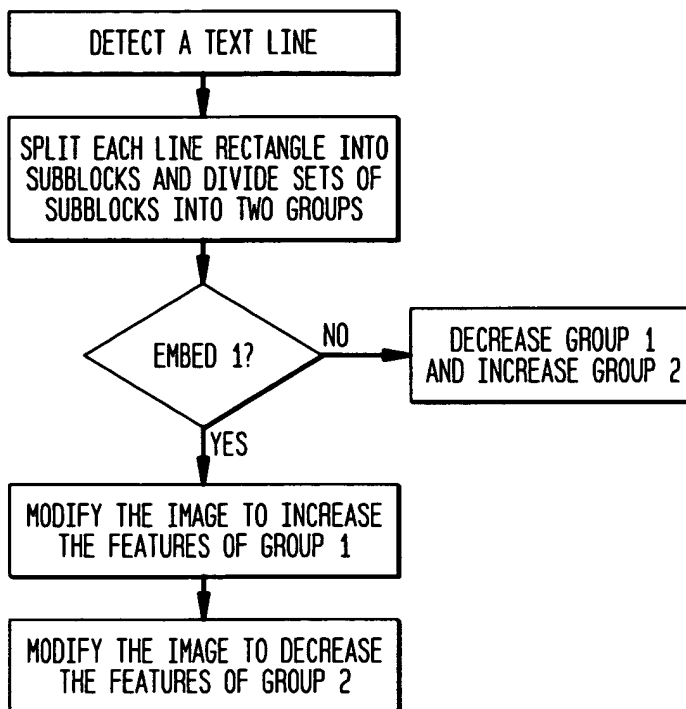 DETECT A TEXT LINE
SPLIT EACH LINE RECTANGLE INTO
SUBBLOCKS AND DIVIDE SETS OF
SUBBLOCKS INTO TWO GROUPS
EMBED 1?
NO
DECREASE GROUP 1
AND INCREASE GROUP 2
YES
MODIFY THE IMAGE TO INCREASE
THE FEATURES OF GROUP 1
MODIFY THE IMAGE TO DECREASE
THE FEATURES OF GROUP 2